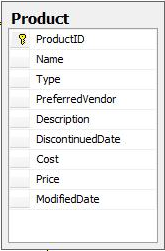 Product
ProductID
Name
Type
PreferredVendor
Description
DiscontinuedDate
Cost
Price
ModifiedDate